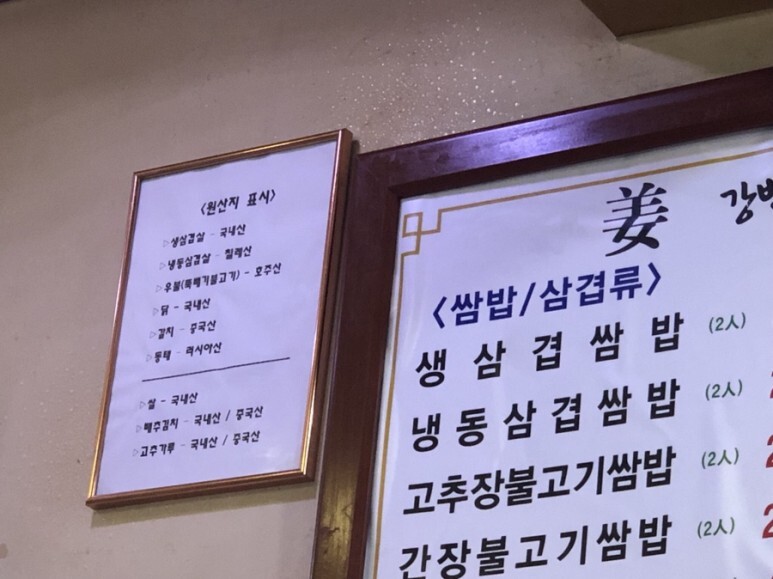 <원산지 표시>
▷생삼겹살 - 국내산
▷냉동삼겹살 - 칠레산
▷우불(뚝빼기불고기) - 호주산
▷닭 - 국내산
▷갈치 - 중국산
▷동태 - 러시아산
▷쌀 - 국내산
▷배추김치 - 국내산 / 중국산
▷고추가루 - 국내산 / 중국산
姜
<쌈밥/삼겹류>
생삼겹쌈밥 (2人)
냉동삼겹쌈밥 (2人)
고추장불고기쌈밥 (2人)
간장불고기쌈밥 (2人)